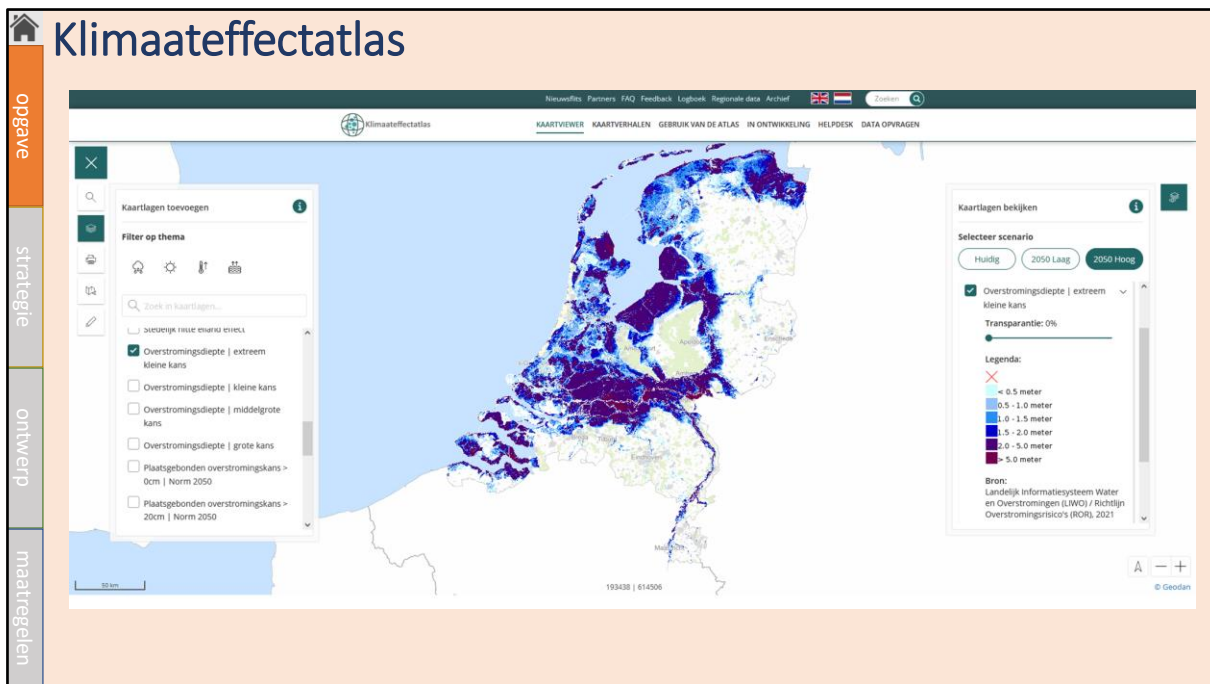 Klimaateffectatlas
opgave
strategie
ontwerp
maatregelen
Nieuwsflits Partners FAQ Feedback Logboek Regionale data Archief
Zoeken
Klimaateffectatlas
KAARTVIEWER KAARTVERHALEN GEBRUIK VAN DE ATLAS IN ONTWIKKELING HELPDESK DATA OPVRAGEN
Kaartlagen toevoegen
Filter op thema
Zoek in kaartlagen...
Stedelijk hitte eiland effect
Overstromingsdiepte | extreem
kleine kans
Overstromingsdiepte | kleine kans
Overstromingsdiepte | middelgrote
kans
Overstromingsdiepte | grote kans
Plaatsgebonden overstromingskans >
0cm | Norm 2050
Plaatsgebonden overstromingskans >
20cm | Norm 2050
Enschede
Eindhoven
Kaartlagen bekijken
Selecteer scenario
Huidig 2050 Laag 2050 Hoog
Overstromingsdiepte | extreem
kleine kans
Transparantie: 0%
Legenda:
< 0.5 meter
0.5 - 1.0 meter
1.0 - 1.5 meter
1.5 - 2.0 meter
2.0 - 5.0 meter
> 5.0 meter
Bron:
Landelijk Informatiesysteem Water
en Overstromingen (LIWO) / Richtlijn
Overstromingsrisico's (ROR), 2021
50 km
193438 | 614506
© Geodan